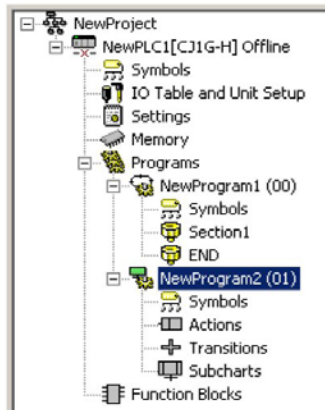 NewProject
NewPLC1[CJ1G-H] Offline
Symbols
IO Table and Unit Setup
Settings
Memory
Programs
NewProgram1 (00)
Symbols
Section1
END
NewProgram2 (01)
Symbols
Actions
Transitions
Subcharts
Function Blocks